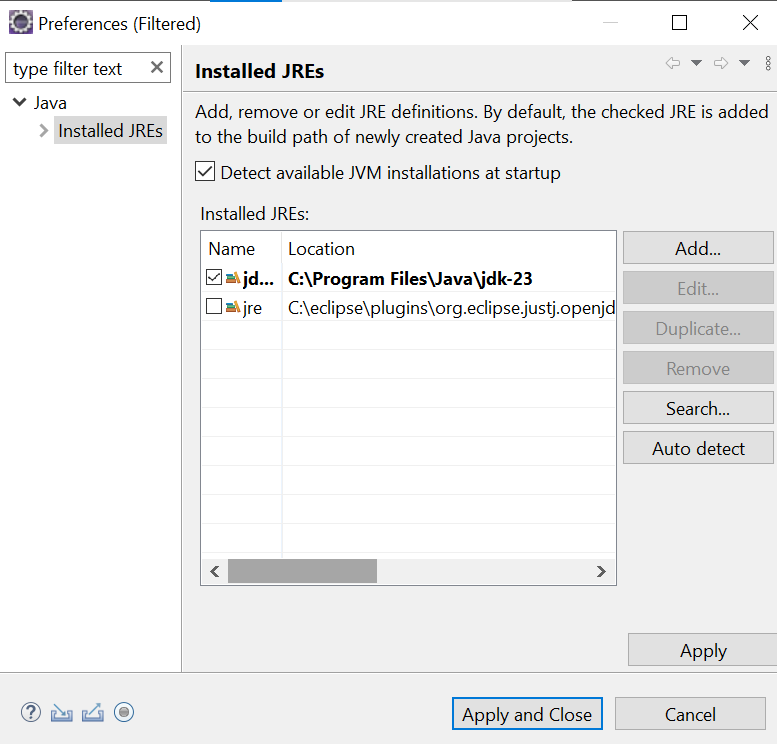 Preferences (Filtered)
type filter text
Java
Installed JREs
Installed JREs
Add, remove or edit JRE definitions. By default, the checked JRE is added
to the build path of newly created Java projects.
Detect available JVM installations at startup
Installed JREs:
Name Location
jd... C:\Program Files\Java\jdk-23
jre C:\eclipse\plugins\org.eclipse.justj.openjd
Add...
Edit...
Duplicate...
Remove
Search...
Auto detect
Apply
Apply and Close Cancel